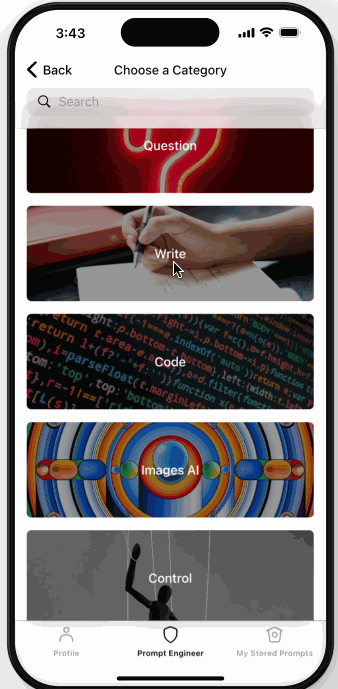 3:43
Back
Choose a Category
Search
Question
Write
Code
Images AI
Control
Profile
Prompt Engineer
My Stored Prompts